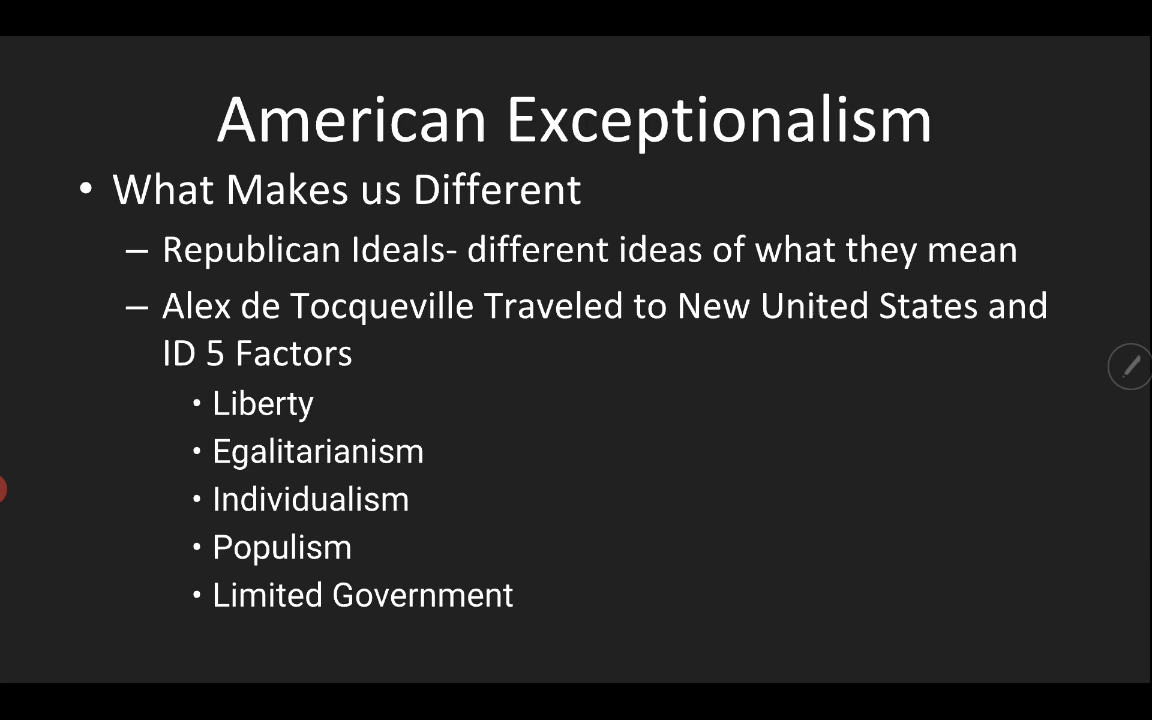 American Exceptionalism
• What Makes us Different
– Republican Ideals- different ideas of what they mean
– Alex de Tocqueville Traveled to New United States and
ID 5 Factors
• Liberty
• Egalitarianism
• Individualism
• Populism
• Limited Government